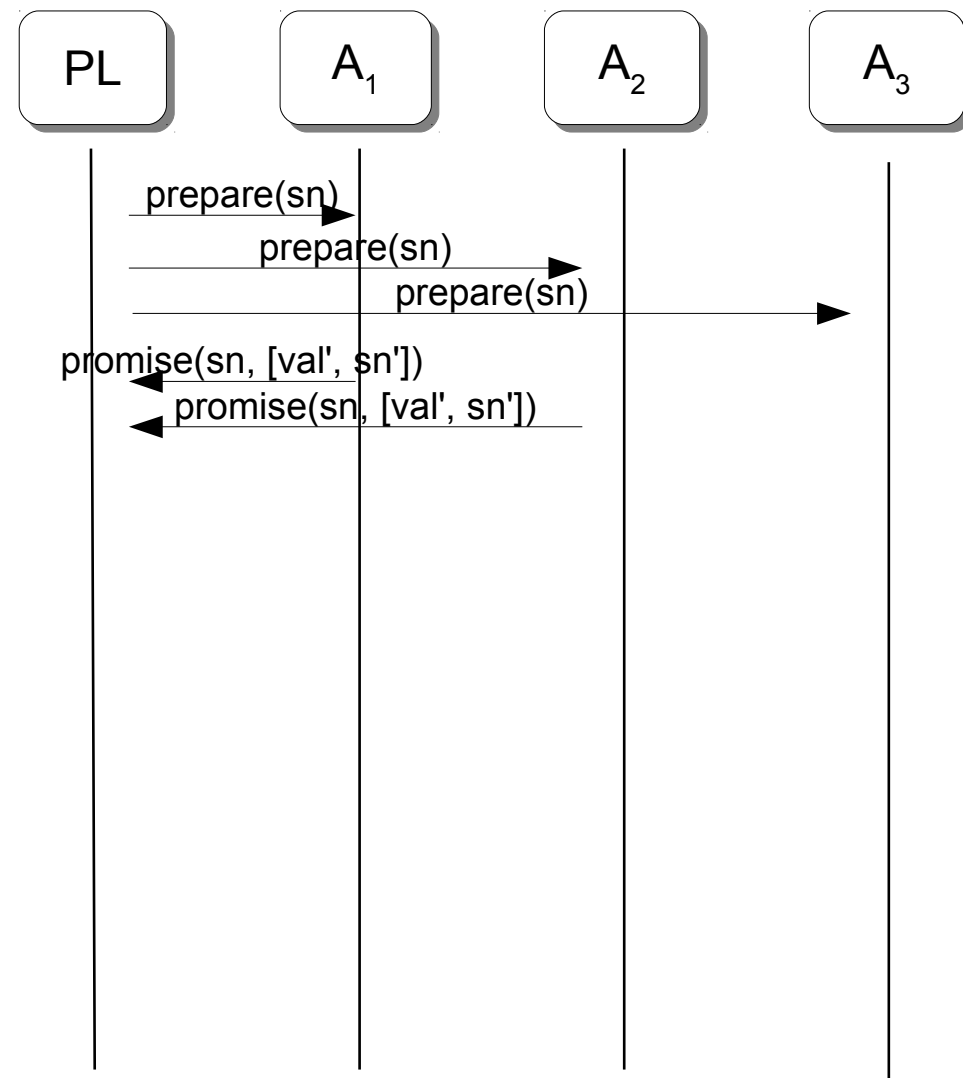 PL
A₁
A₂
A₃
prepare(sn)
prepare(sn)
prepare(sn)
promise(sn, [val', sn'])
promise(sn, [val', sn'])